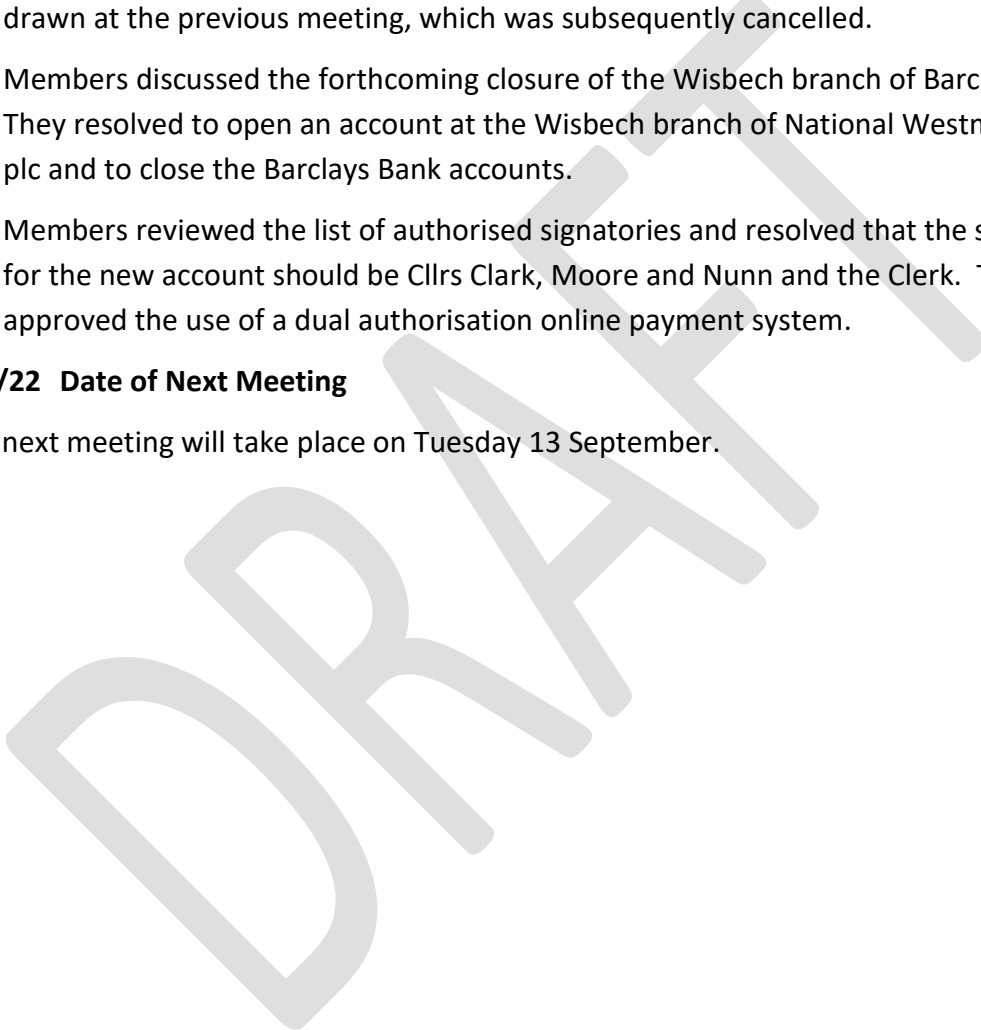 drawn at the previous meeting, which was subsequently cancelled.
Members discussed the forthcoming closure of the Wisbech branch of Barc
They resolved to open an account at the Wisbech branch of National Westm
plc and to close the Barclays Bank accounts.
Members reviewed the list of authorised signatories and resolved that the s
for the new account should be Cllrs Clark, Moore and Nunn and the Clerk. T
approved the use of a dual authorisation online payment system.
/22 Date of Next Meeting
next meeting will take place on Tuesday 13 September.
DRAFT